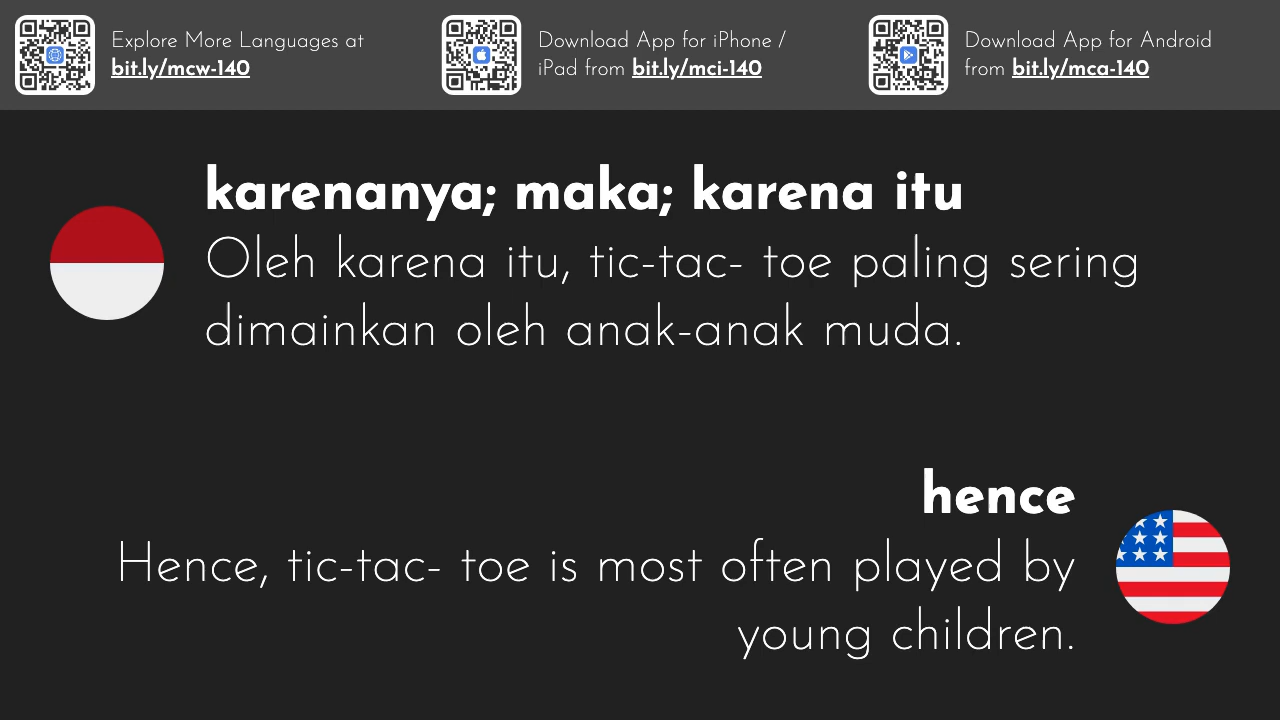 Explore More Languages at
bit.ly/mcw-140
Download App for iPhone /
iPad from bit.ly/mci-140
Download App for Android
from bit.ly/mca-140
karenanya; maka; karena itu
Oleh karena itu, tic-tac- toe paling sering
dimainkan oleh anak-anak muda.
hence
Hence, tic-tac- toe is most often played by
young children.